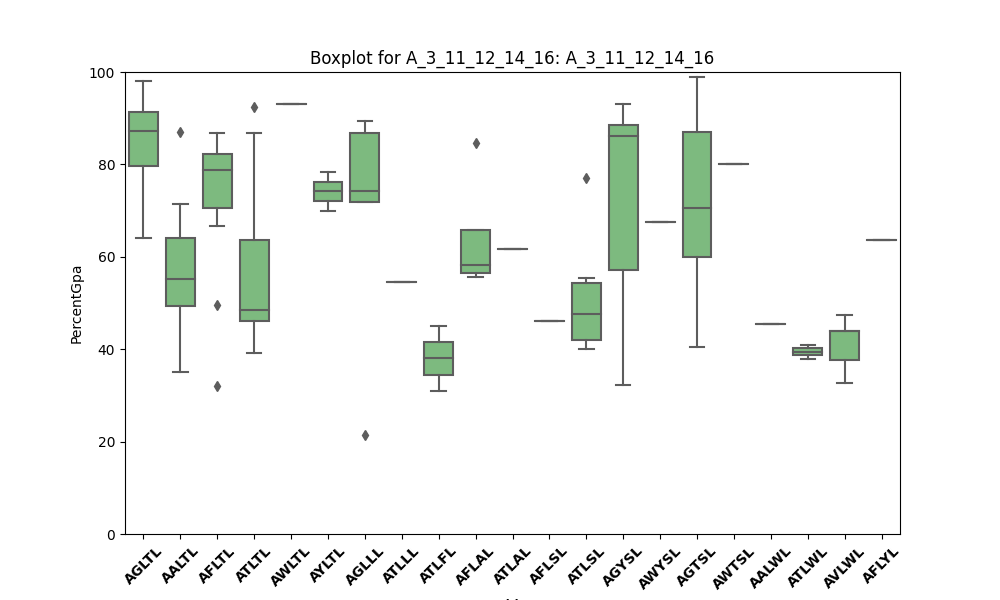 Boxplot for A_3_11_12_14_16: A_3_11_12_14_16
PercentGpa
100
80
60
40
20
0
AGLTL
AALTL
AFLTL
ATLTL
AWLTL
AYLTL
AGLLL
ATLLL
ATLFL
AFLAL
ATLAL
AFLSL
ATLSL
AGYSL
AWYSL
AGTSL
AWTSL
AALWL
ATLWL
AVLWL
AFLYL